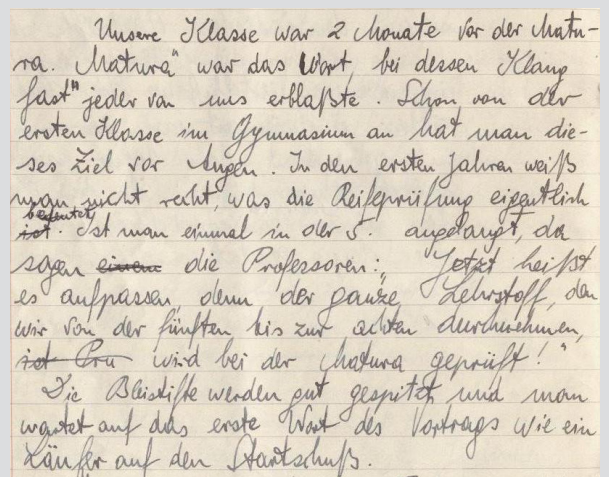 Unsere Klasse war 2 Monate vor der Matu-
ra. „Matura“ war das Wort, bei dessen Klang
fast jeder von uns erblaßte. Schon von der
ersten Klasse im Gymnasium an hat man die-
ses Ziel vor Augen. In den ersten Jahren weiß
man nicht recht, was die Reifeprüfung eigentlich
bedeutet
ist. Ist man einmal in der 5. angelangt, da
sagen einem die Professoren: „Jetzt heißt
es aufpassen, denn der ganze Lehrstoff, den
wir von der fünften bis zur achten durchnehmen,
ist Prü wird bei der Matura geprüft!“
Die Bleistifte werden gut gespitzt und man
wartet auf das erste Wort des Vortrags wie ein
Läufer auf den Startschuß.